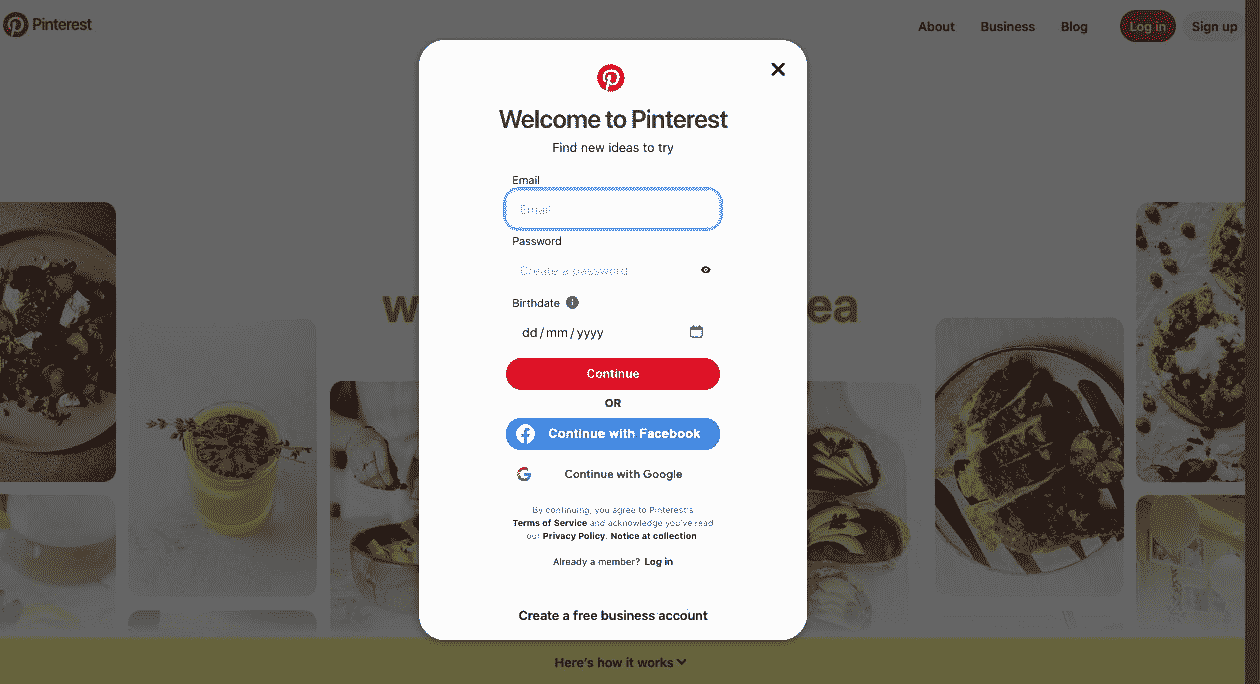 Pinterest
About
Business
Blog
Log in
Sign up
Welcome to Pinterest
Find new ideas to try
Email
Email
Password
Create a password
Birthdate
dd/mm/yyyy
Continue
OR
Continue with Facebook
Continue with Google
By continuing, you agree to Pinterest's
Terms of Service and acknowledge you've read
our Privacy Policy. Notice at collection
Already a member? Log in
Create a free business account
Here's how it works